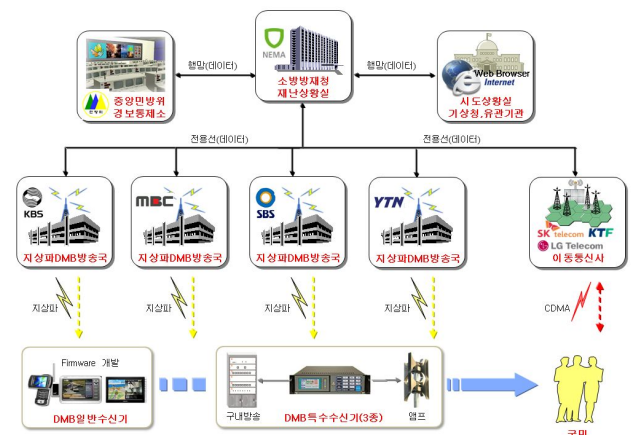 NEMA
소방방재청
재난상황실
행망(데이터)
행망(데이터)
민방위
중앙민방위
경보통제소
Web Browser
Internet
시도상황실
기상청,유관기관
전용선(데이터)
전용선(데이터)
KBS
지상파DMB방송국
MBC
지상파DMB방송국
SBS
지상파DMB방송국
YTN
지상파DMB방송국
SK telecom KTF
LG Telecom
이동통신사
지상파
지상파
지상파
지상파
CDMA
Firmware 개발
DMB일반수신기
구내방송
DMB특수수신기(3종)
앰프
국민